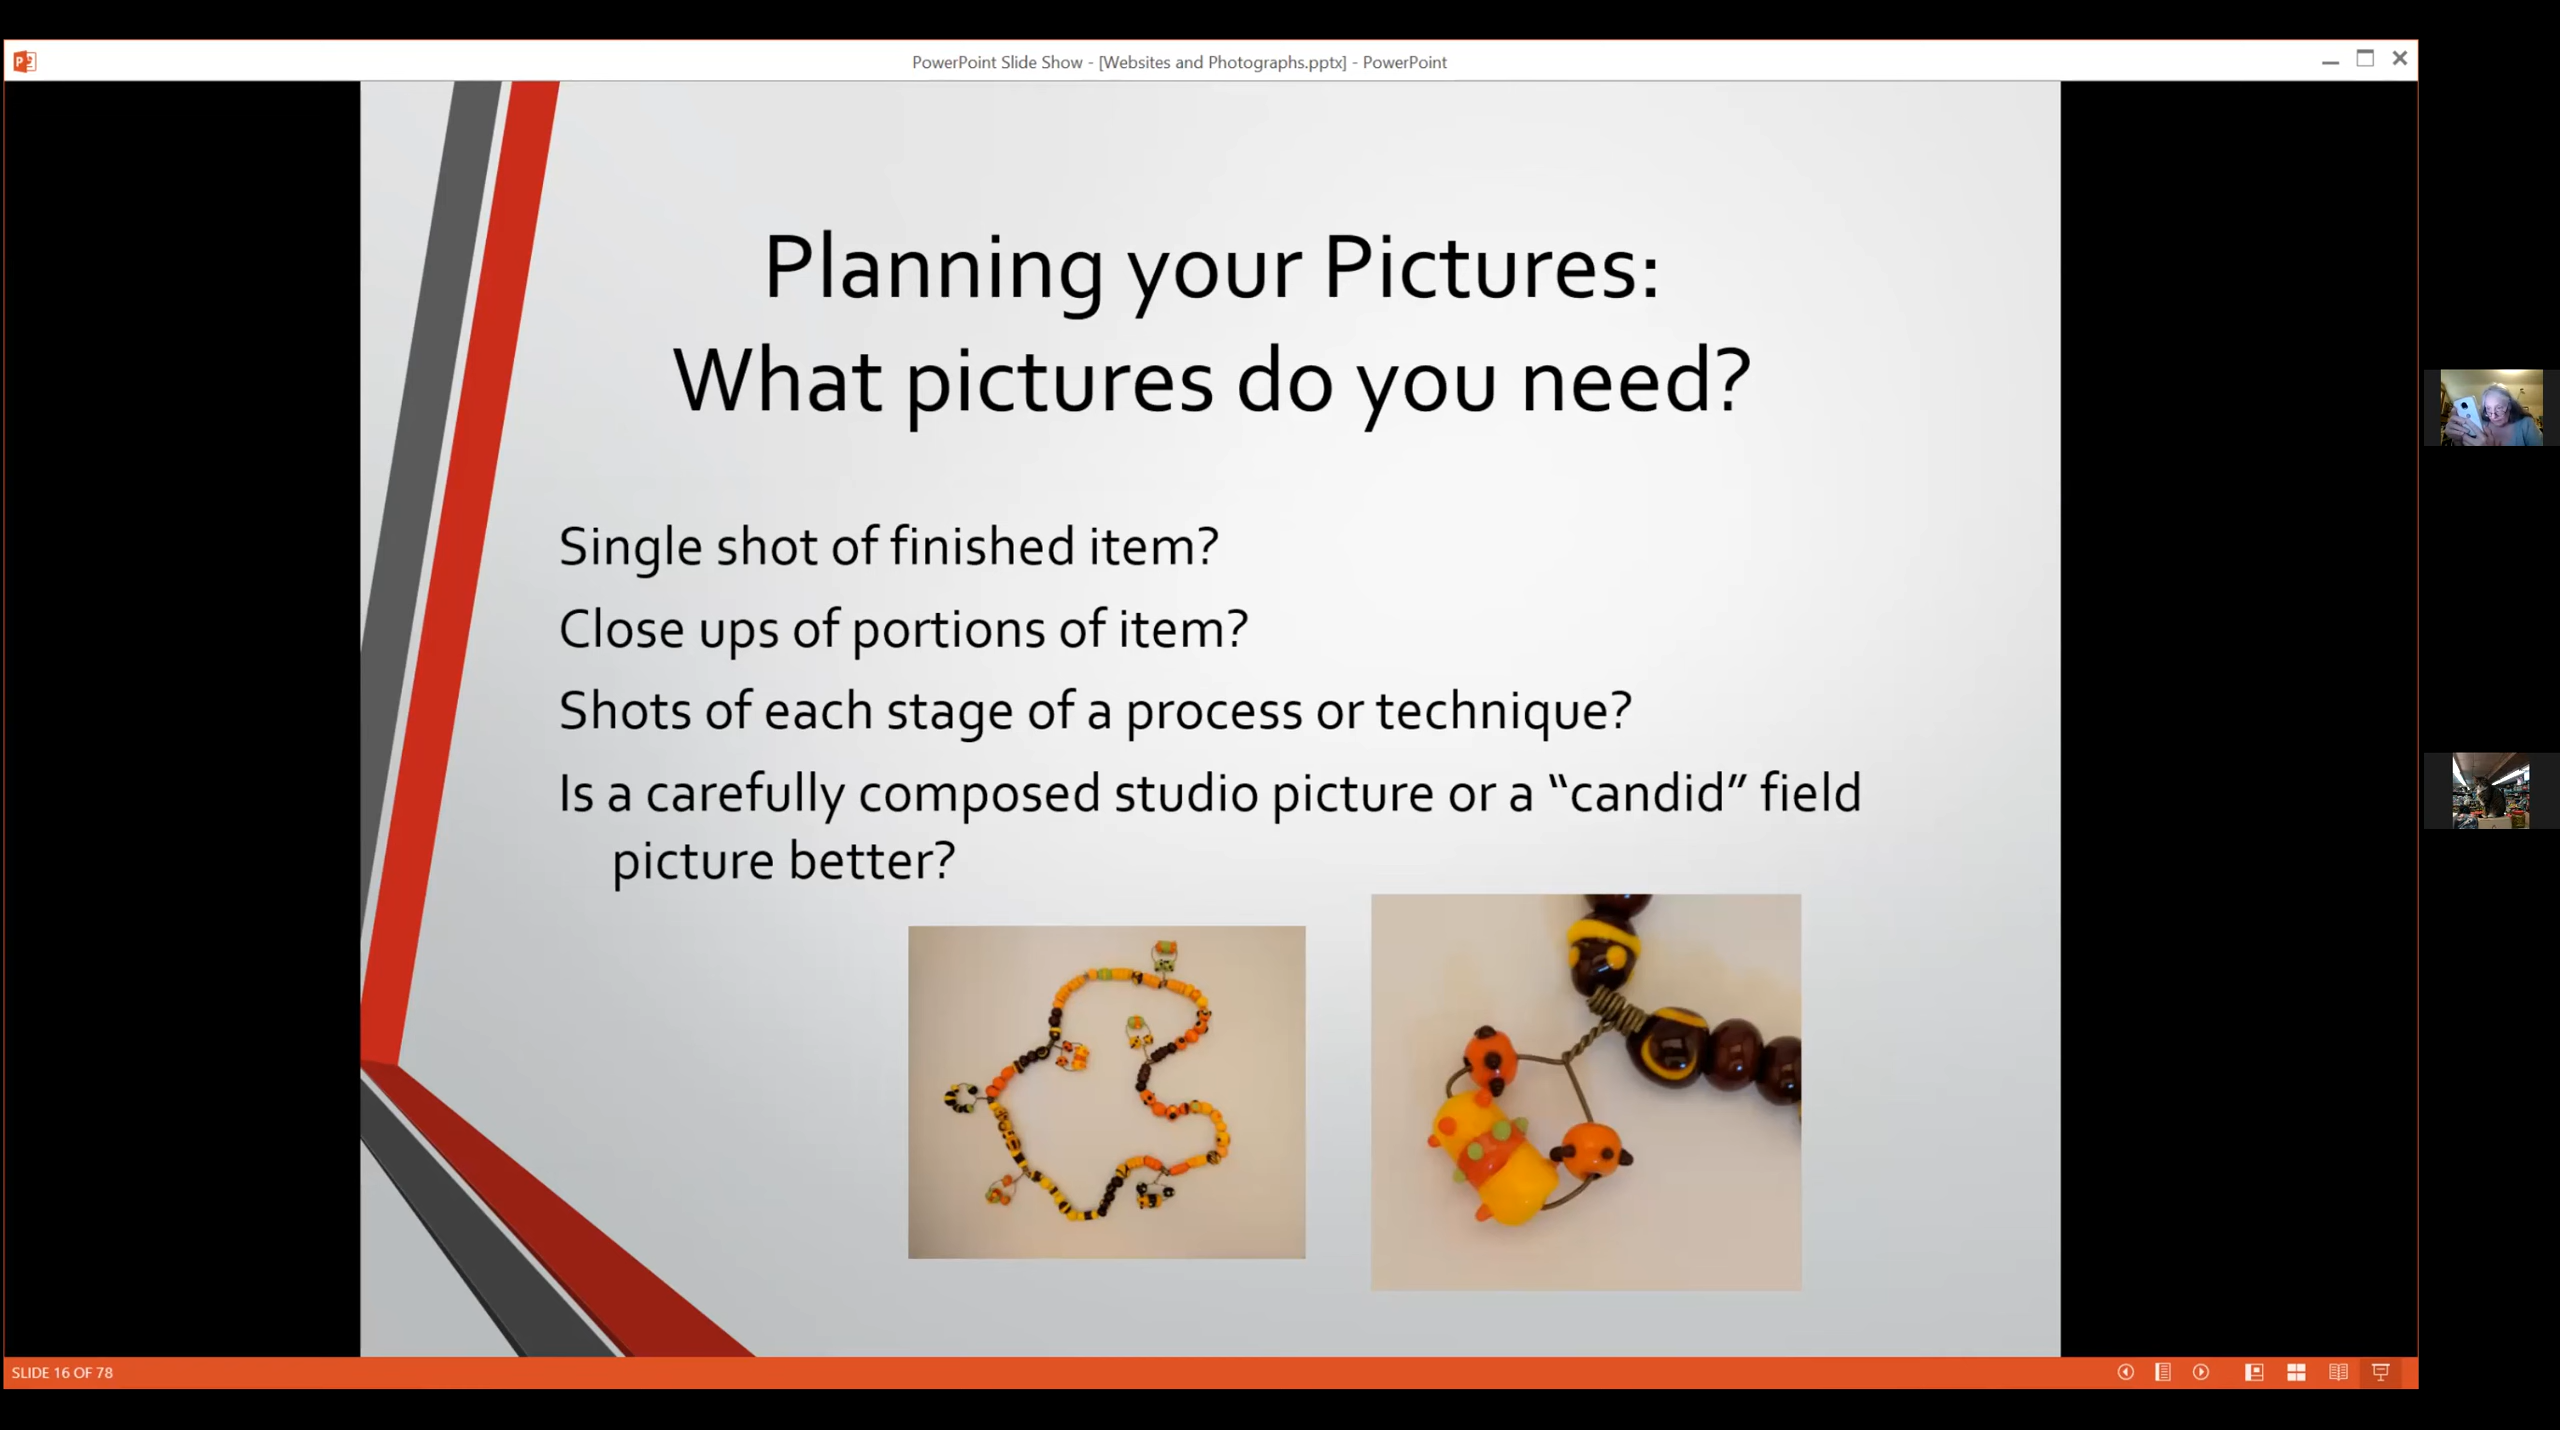 PowerPoint Slide Show - [Websites and Photographs.pptx] - PowerPoint
Planning your Pictures:
What pictures do you need?
Single shot of finished item?
Close ups of portions of item?
Shots of each stage of a process or technique?
Is a carefully composed studio picture or a “candid” field
picture better?
SLIDE 16 OF 78